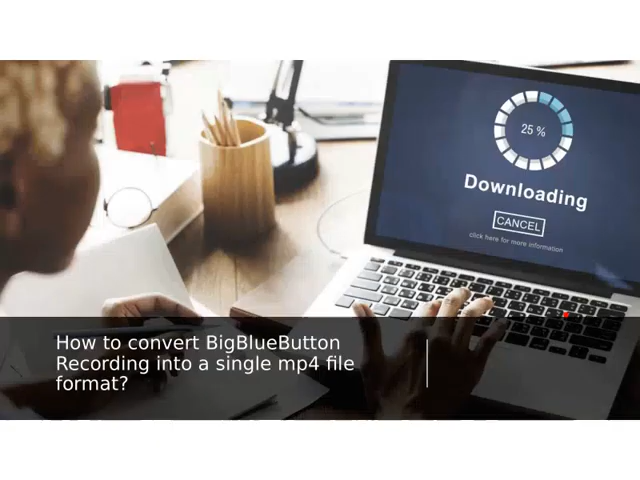 25 %
Downloading
CANCEL
click here for more information
How to convert BigBlueButton
Recording into a single mp4 file
format?